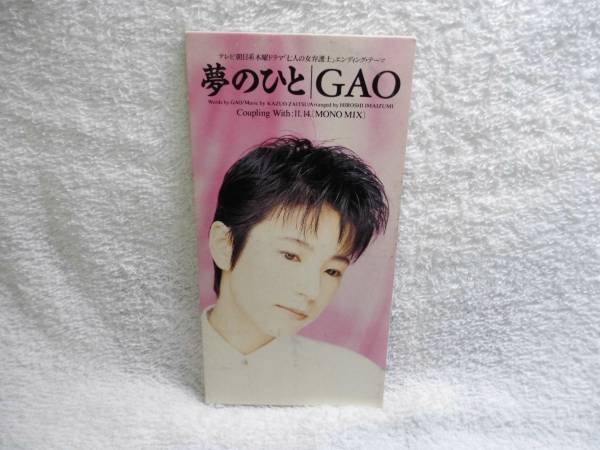 テレビ朝日系木曜ドラマ「七人の女弁護士」エンディング・テーマ
夢のひと|GAO
Words by GAO/Music by KAZUO ZAITSU/Arranged by HIROSHI IMAIZUMI
Coupling With:11.14.[MONO MIX]